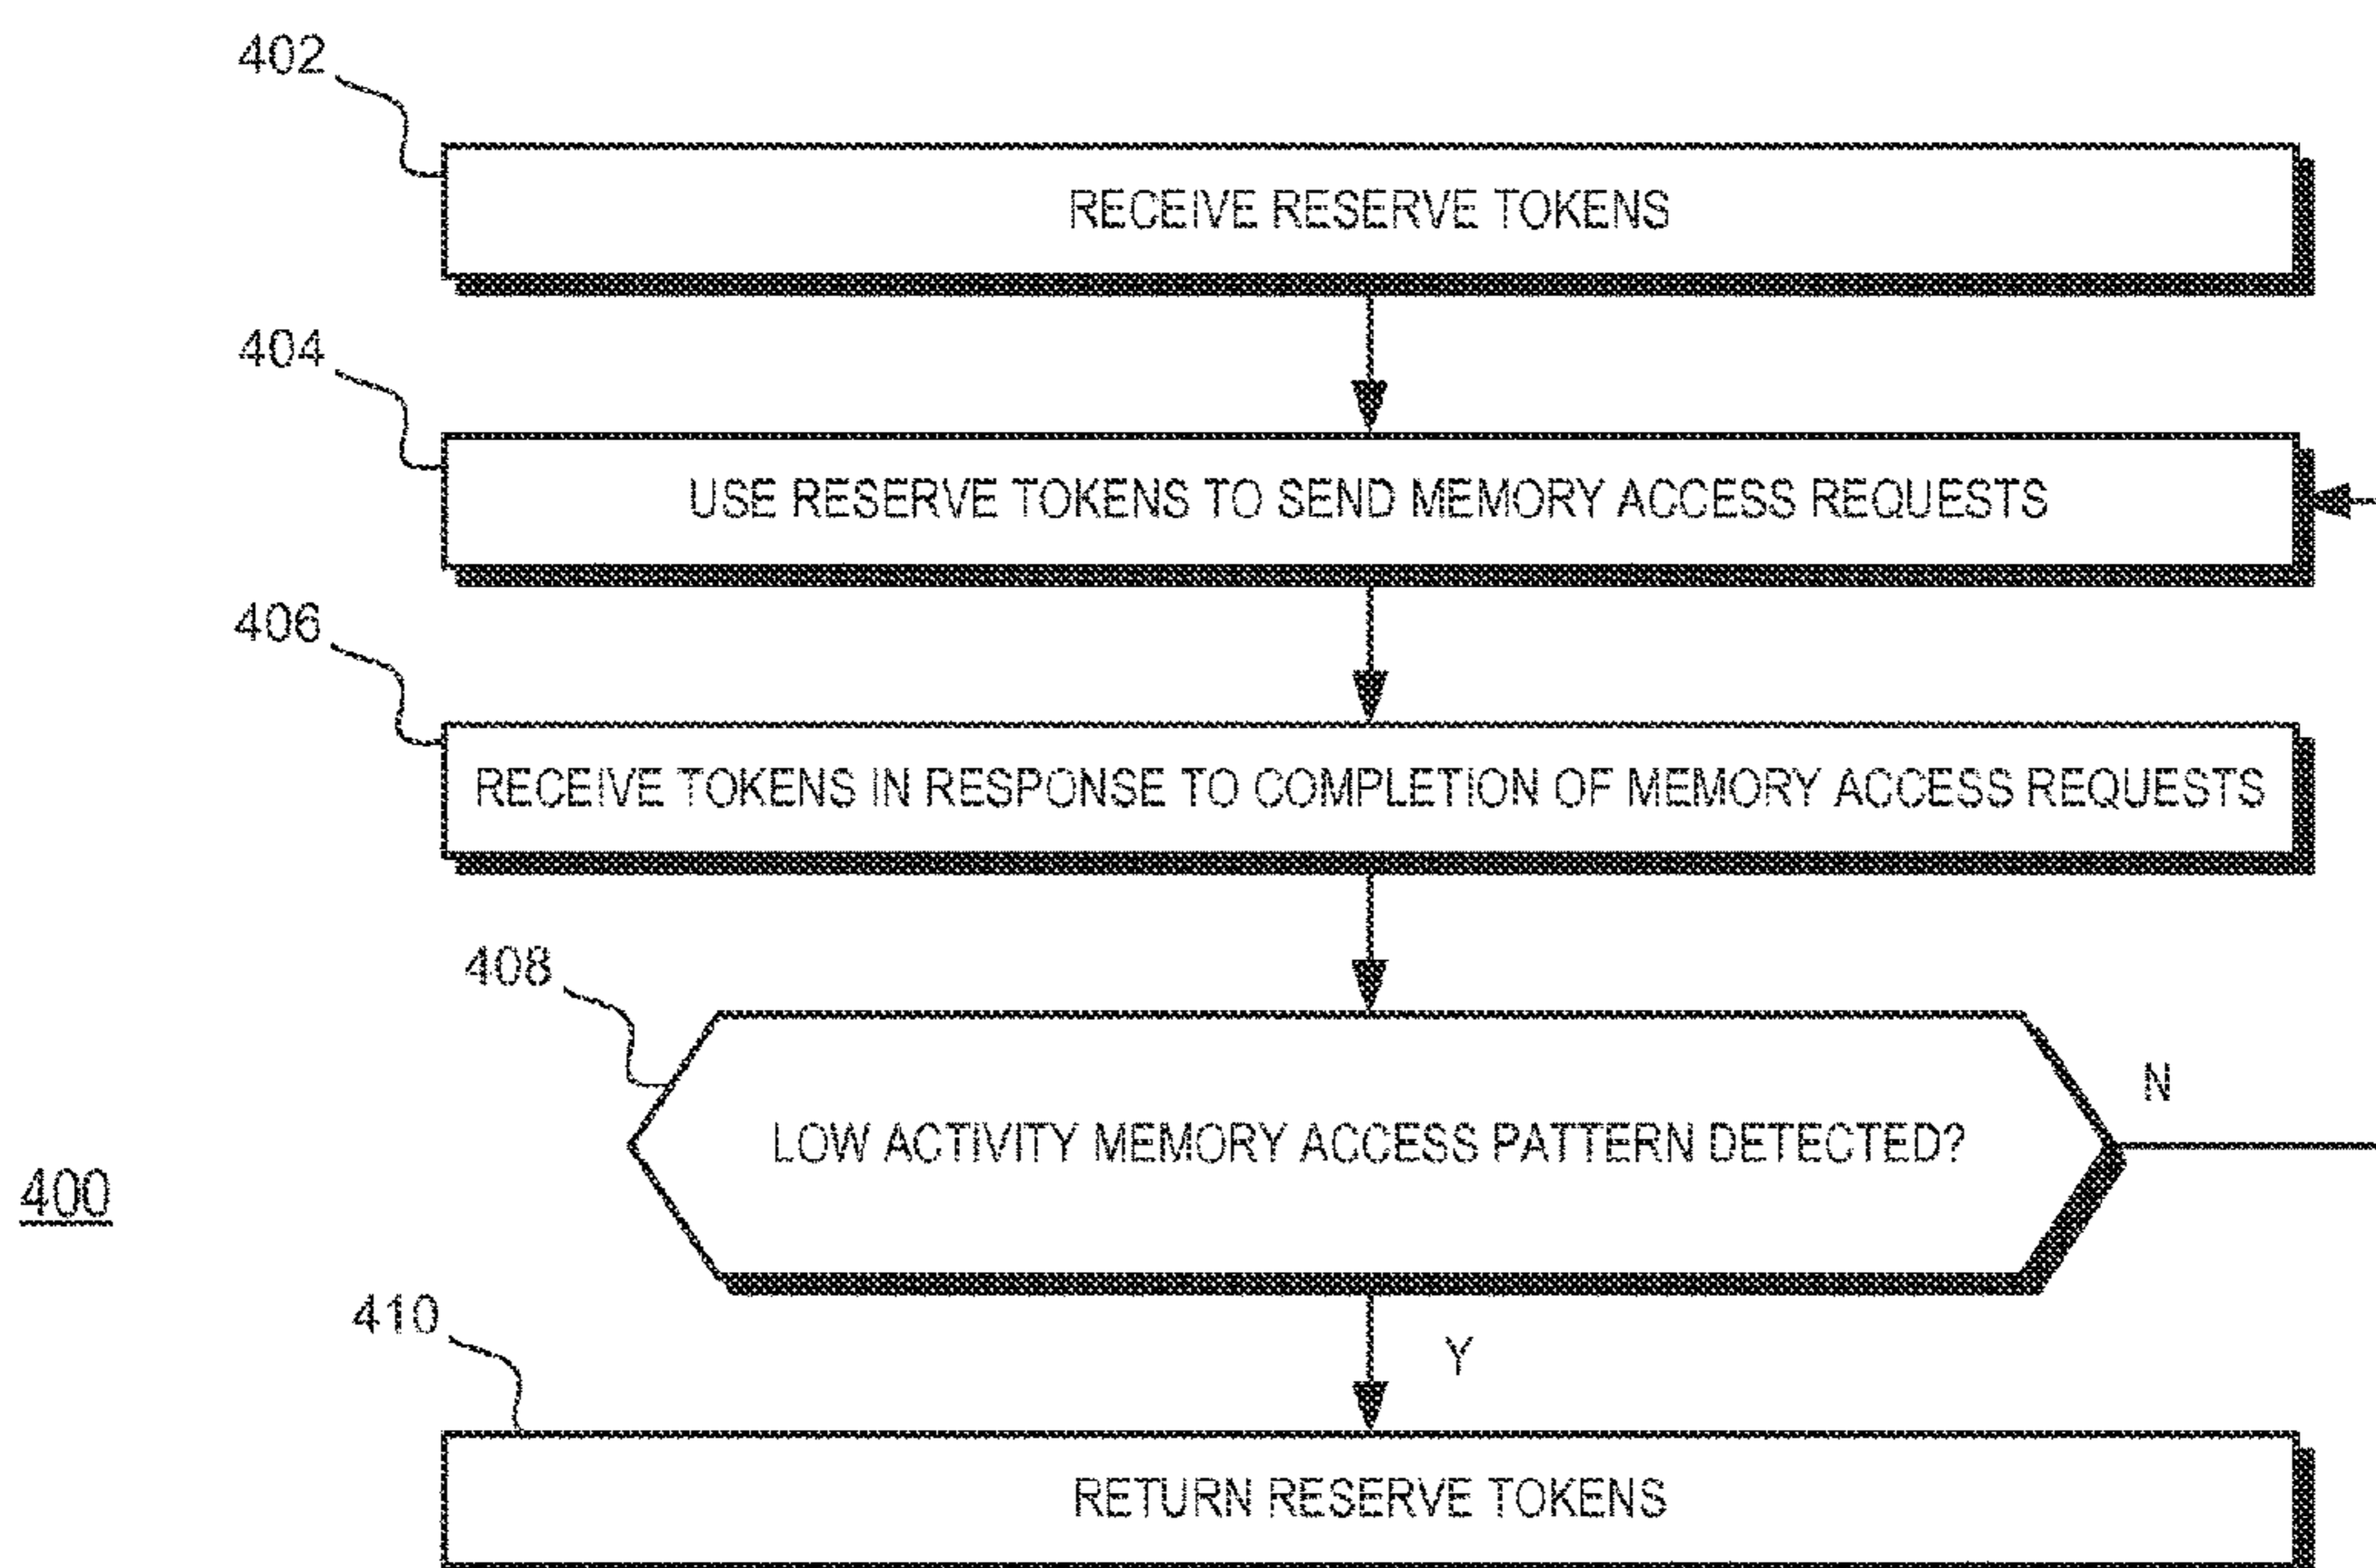 402
RECEIVE RESERVE TOKENS
404
USE RESERVE TOKENS TO SEND MEMORY ACCESS REQUESTS
406
RECEIVE TOKENS IN RESPONSE TO COMPLETION OF MEMORY ACCESS REQUESTS
408
LOW ACTIVITY MEMORY ACCESS PATTERN DETECTED?
N
400
410
Y
RETURN RESERVE TOKENS